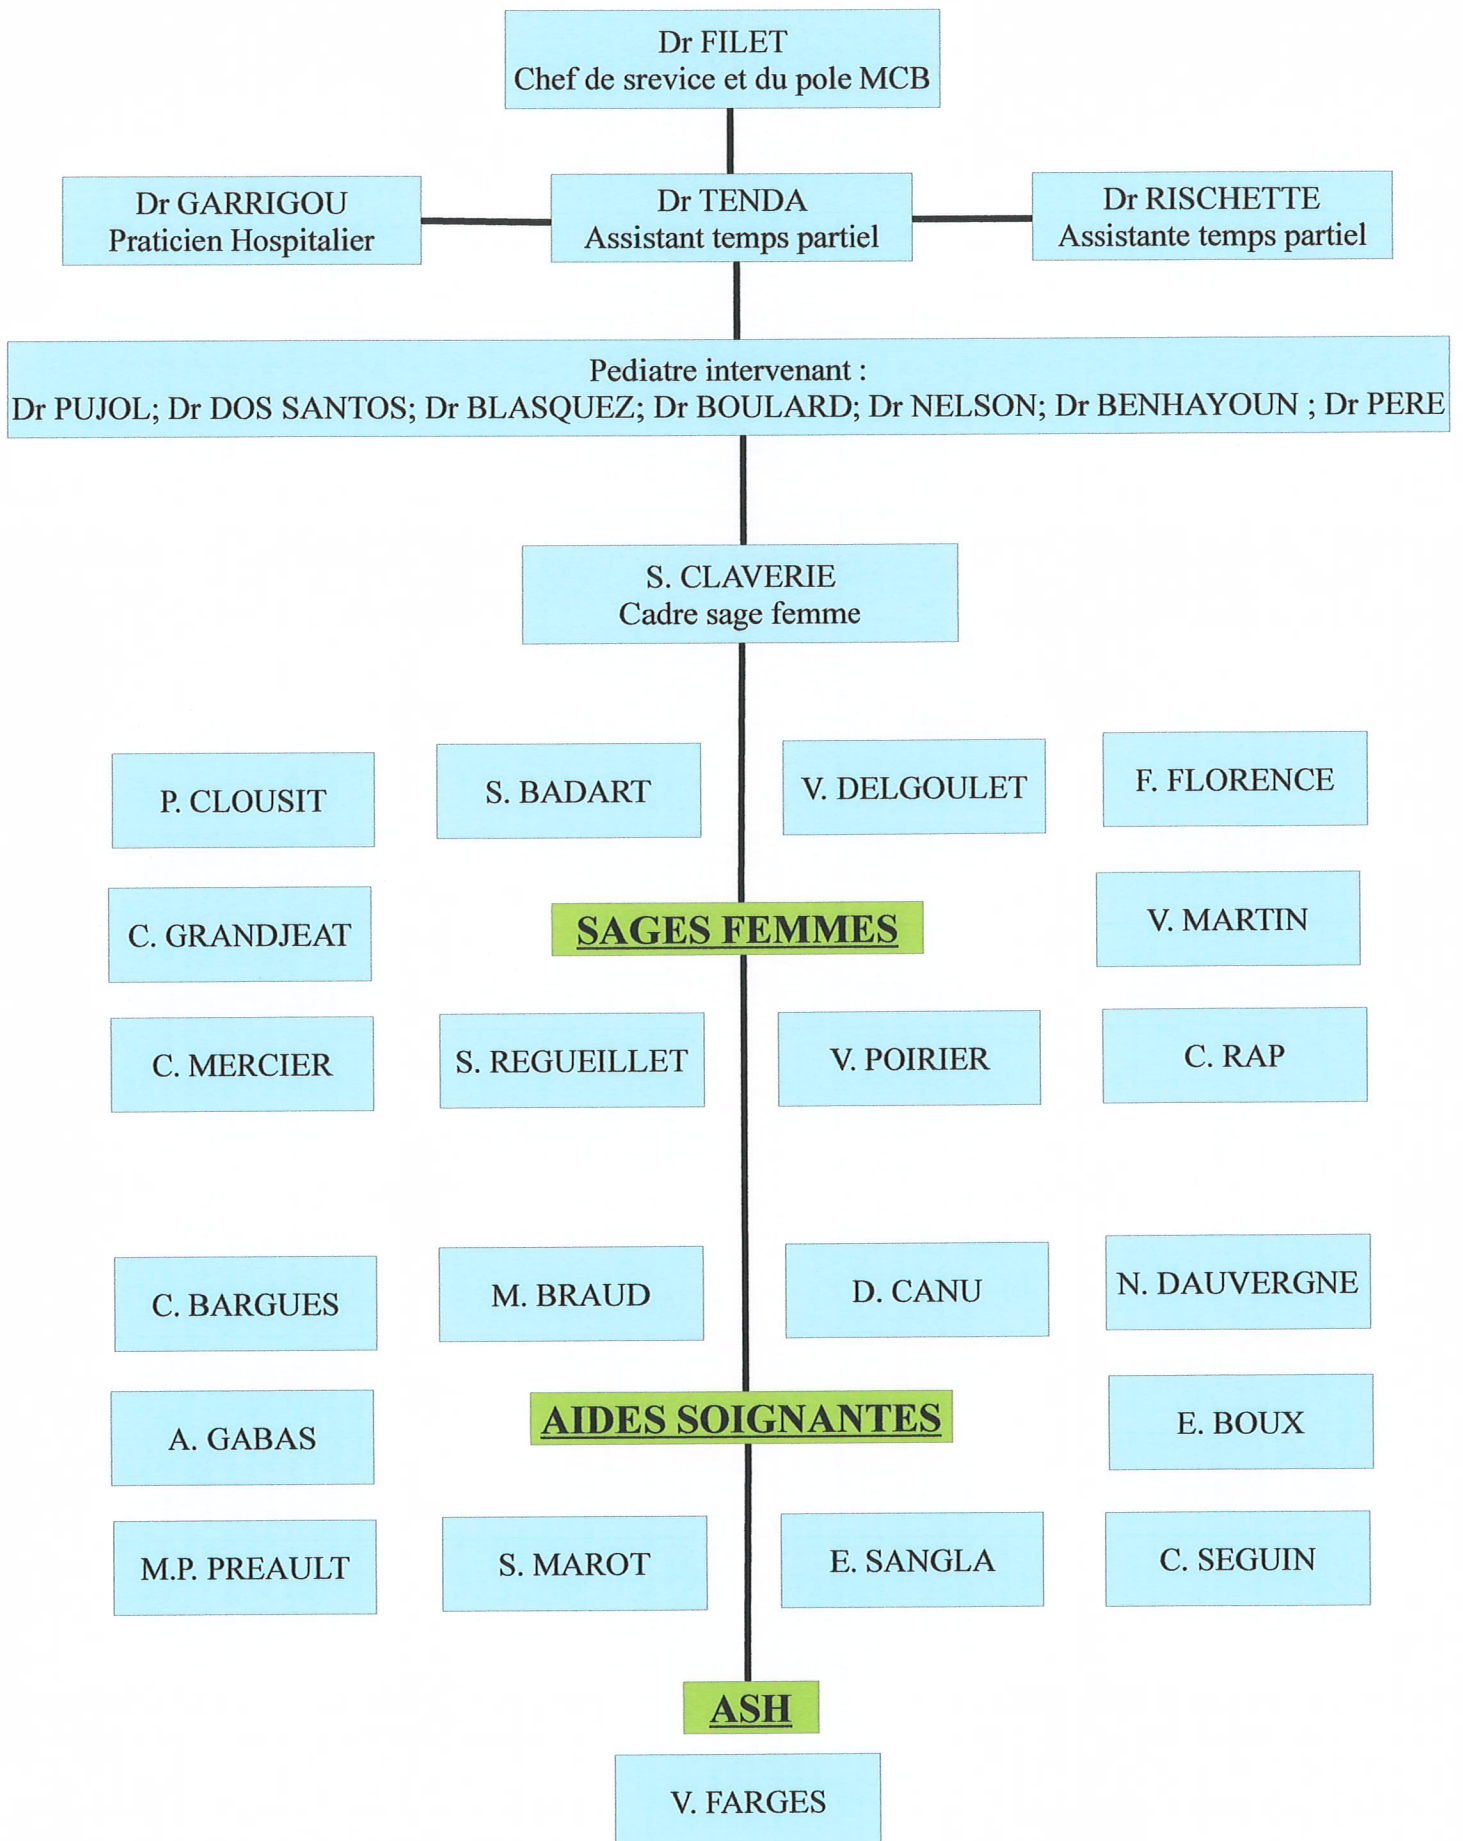 Dr FILET
Chef de srevice et du pole MCB
Dr GARRIGOU
Praticien Hospitalier
Dr TENDA
Assistant temps partiel
Dr RISCHETTE
Assistante temps partiel
Pediatre intervenant :
Dr PUJOL; Dr DOS SANTOS; Dr BLASQUEZ; Dr BOULARD; Dr NELSON; Dr BENHAYOUN ; Dr PERE
S. CLAVERIE
Cadre sage femme
P. CLOUSIT
S. BADART
V. DELGOULET
F. FLORENCE
C. GRANDJEAT
SAGES FEMMES
V. MARTIN
C. MERCIER
S. REGUEILLET
V. POIRIER
C. RAP
C. BARGUES
M. BRAUD
D. CANU
N. DAUVERGNE
A. GABAS
AIDES SOIGNANTES
E. BOUX
M.P. PREAULT
S. MAROT
E. SANGLA
C. SEGUIN
ASH
V. FARGES